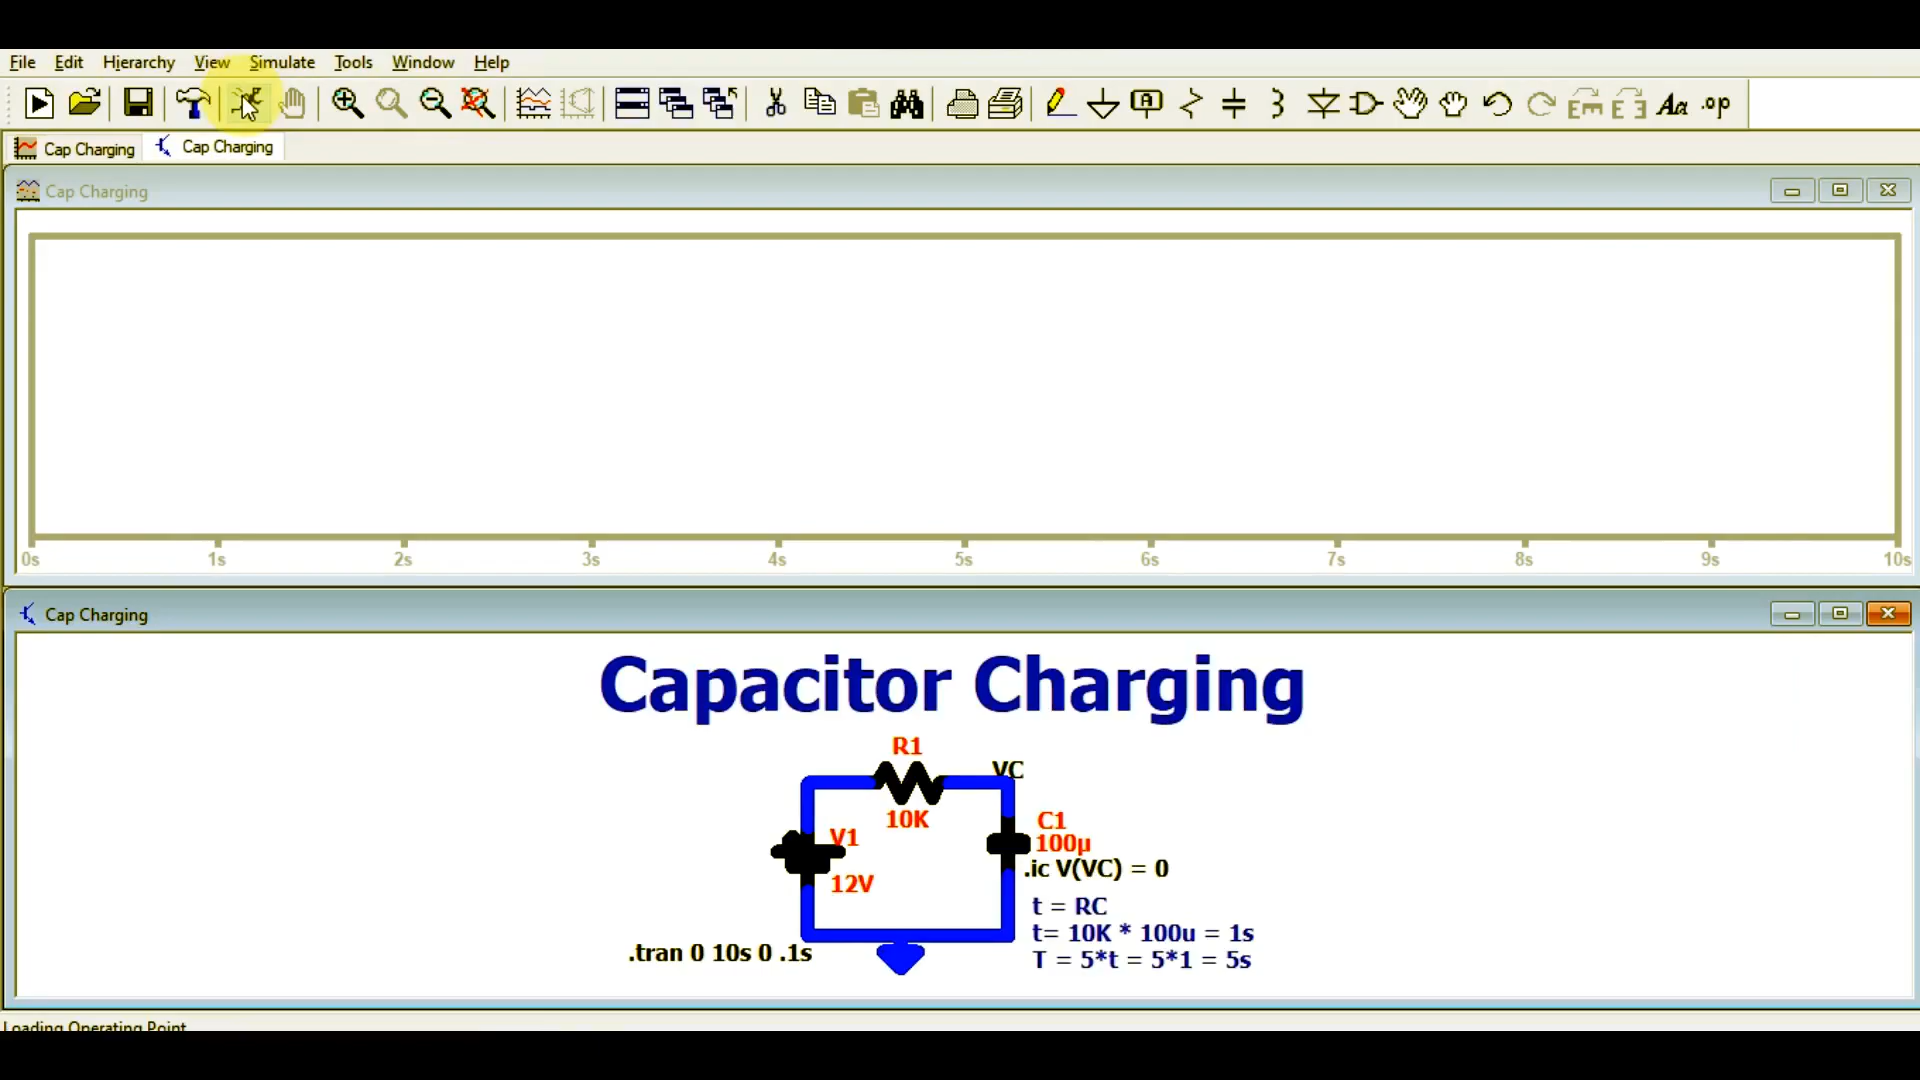 File Edit Hierarchy View Simulate Tools Window Help
A Aa .op
Cap Charging Cap Charging
Cap Charging
0s 1s 2s 3s 4s 5s 6s 7s 8s 9s 10s
Cap Charging
Capacitor Charging
R1
VC
10K
C1
V1
100µ
.ic V(VC) = 0
12V
t = RC
t= 10K * 100u = 1s
.tran 0 10s 0 .1s
T = 5*t = 5*1 = 5s
Loading Operating Point